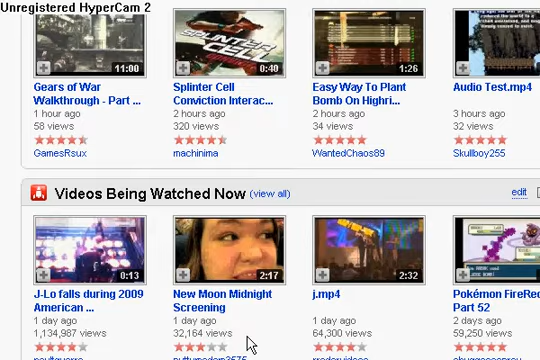 Unregistered HyperCam 2
SPLINTER CELL
11:00
0:40
1:26
Gears of War Walkthrough - Part ...
Splinter Cell Conviction Interac...
Easy Way To Plant Bomb On Highri...
Audio Test.mp4
1 hour ago
2 hours ago
2 hours ago
3 hours ago
58 views
320 views
34 views
32 views
GamesRsux
machinima
WantedChaos89
Skullboy255
Videos Being Watched Now (view all)
edit
0:13
2:17
2:32
J-Lo falls during 2009 American ...
New Moon Midnight Screening
j.mp4
Pokémon FireRed Part 52
1 day ago
1 day ago
1 day ago
2 days ago
1,134,987 views
32,164 views
64,300 views
59,250 views